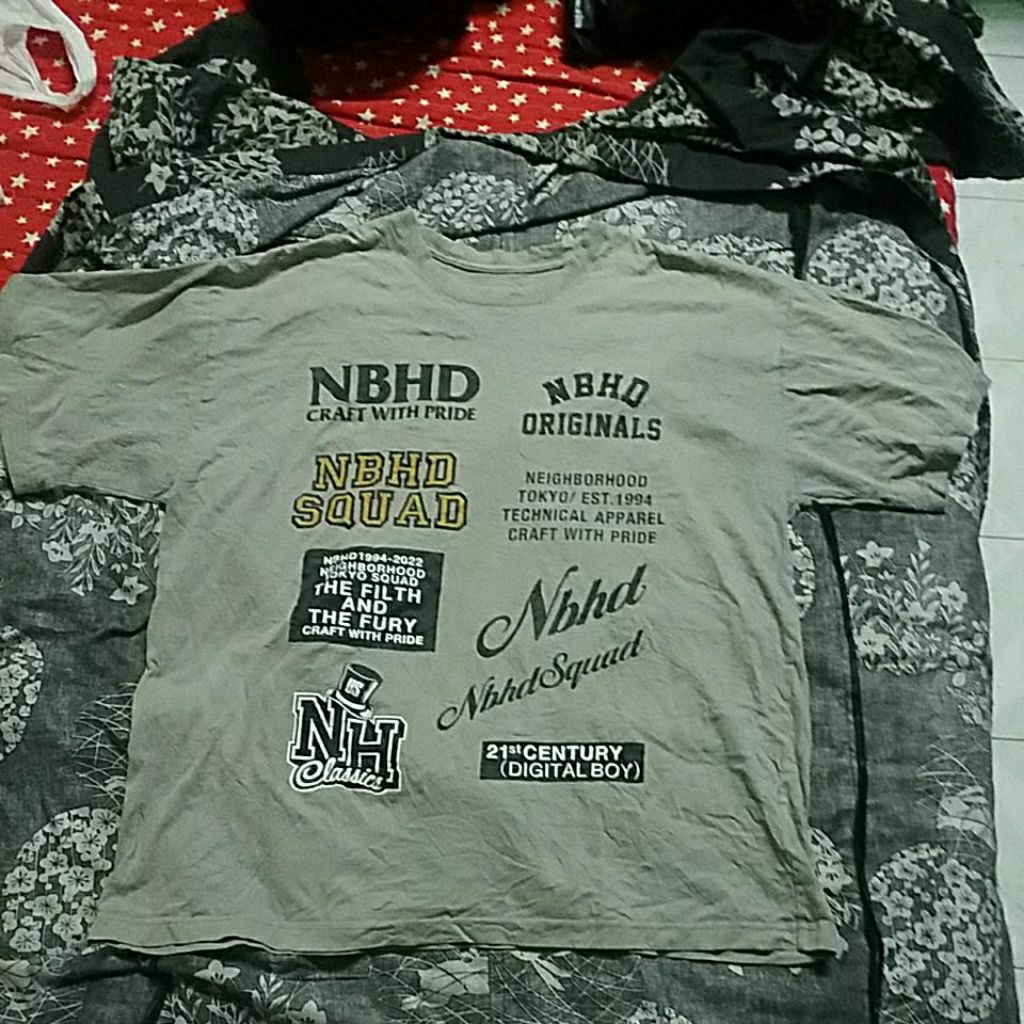 NBHD
CRAFT WITH PRIDE
NBHD
ORIGINALS
NBHD
SQUAD
NEIGHBORHOOD
TOKYO/ EST.1994
TECHNICAL APPAREL
CRAFT WITH PRIDE
NBHD1994-2022
NEIGHBORHOOD
TOKYO SQUAD
THE FILTH
AND
THE FURY
CRAFT WITH PRIDE
Nbhd
NbhdSquad
NH
Classics
21st CENTURY
(DIGITAL BOY)